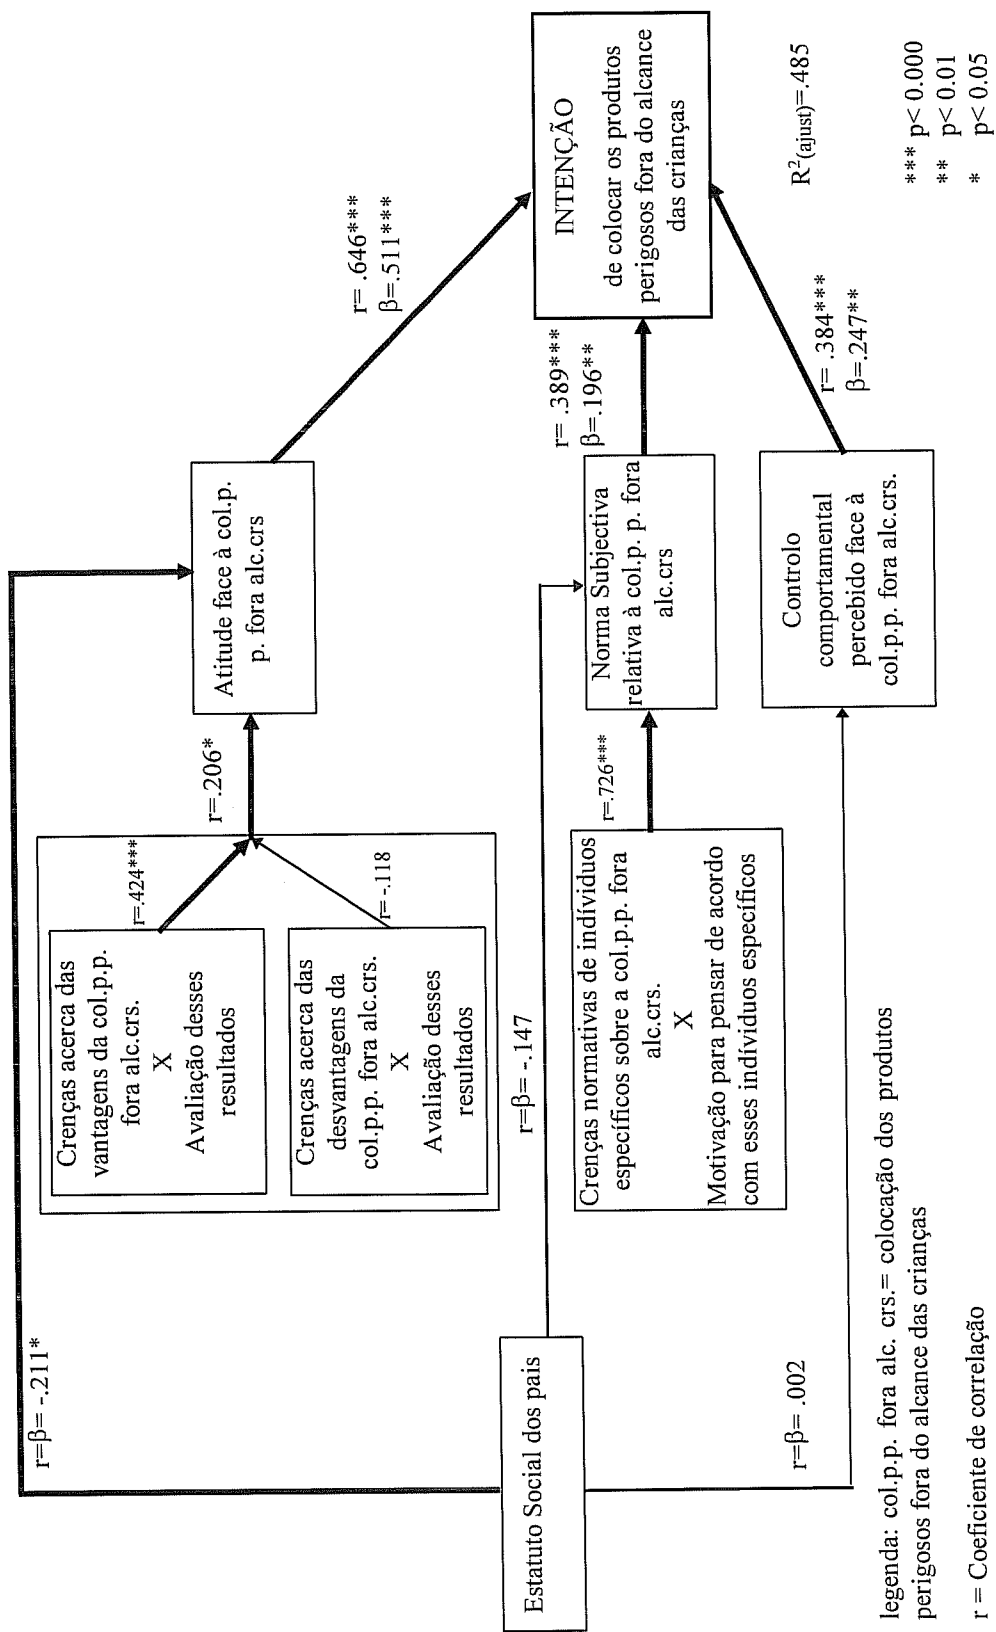 r=β= -.211*
Estatuto Social dos pais
r=β= -.147
r=β= .002
Crenças acerca das
vantagens da col.p.p.
fora alc.crs.
X
Avaliação desses
resultados
r=.424***
Crenças acerca das
desvantagens da
col.p.p. fora alc.crs.
X
Avaliação desses
resultados
r= -.118
r=.206*
Crenças normativas de indíviduos
específicos sobre a col.p.p. fora
alc.crs.
X
Motivação para pensar de acordo
com esses indíviduos específicos
r=.726***
Atitude face à col.p.
p. fora alc.crs
Norma Subjectiva
relativa à col.p. p. fora
alc.crs
Controlo
comportamental
percebido face à
col.p.p. fora alc.crs.
r= .646***
β=.511***
r= .389***
β=.196**
r= .384***
β=.247**
INTENÇÃO
de colocar os produtos
perigosos fora do alcance
das crianças
R²(ajust)=.485
*** p< 0.000
** p< 0.01
* p< 0.05
legenda: col.p.p. fora alc. crs.= colocação dos produtos
perigosos fora do alcance das crianças
r = Coeficiente de correlação